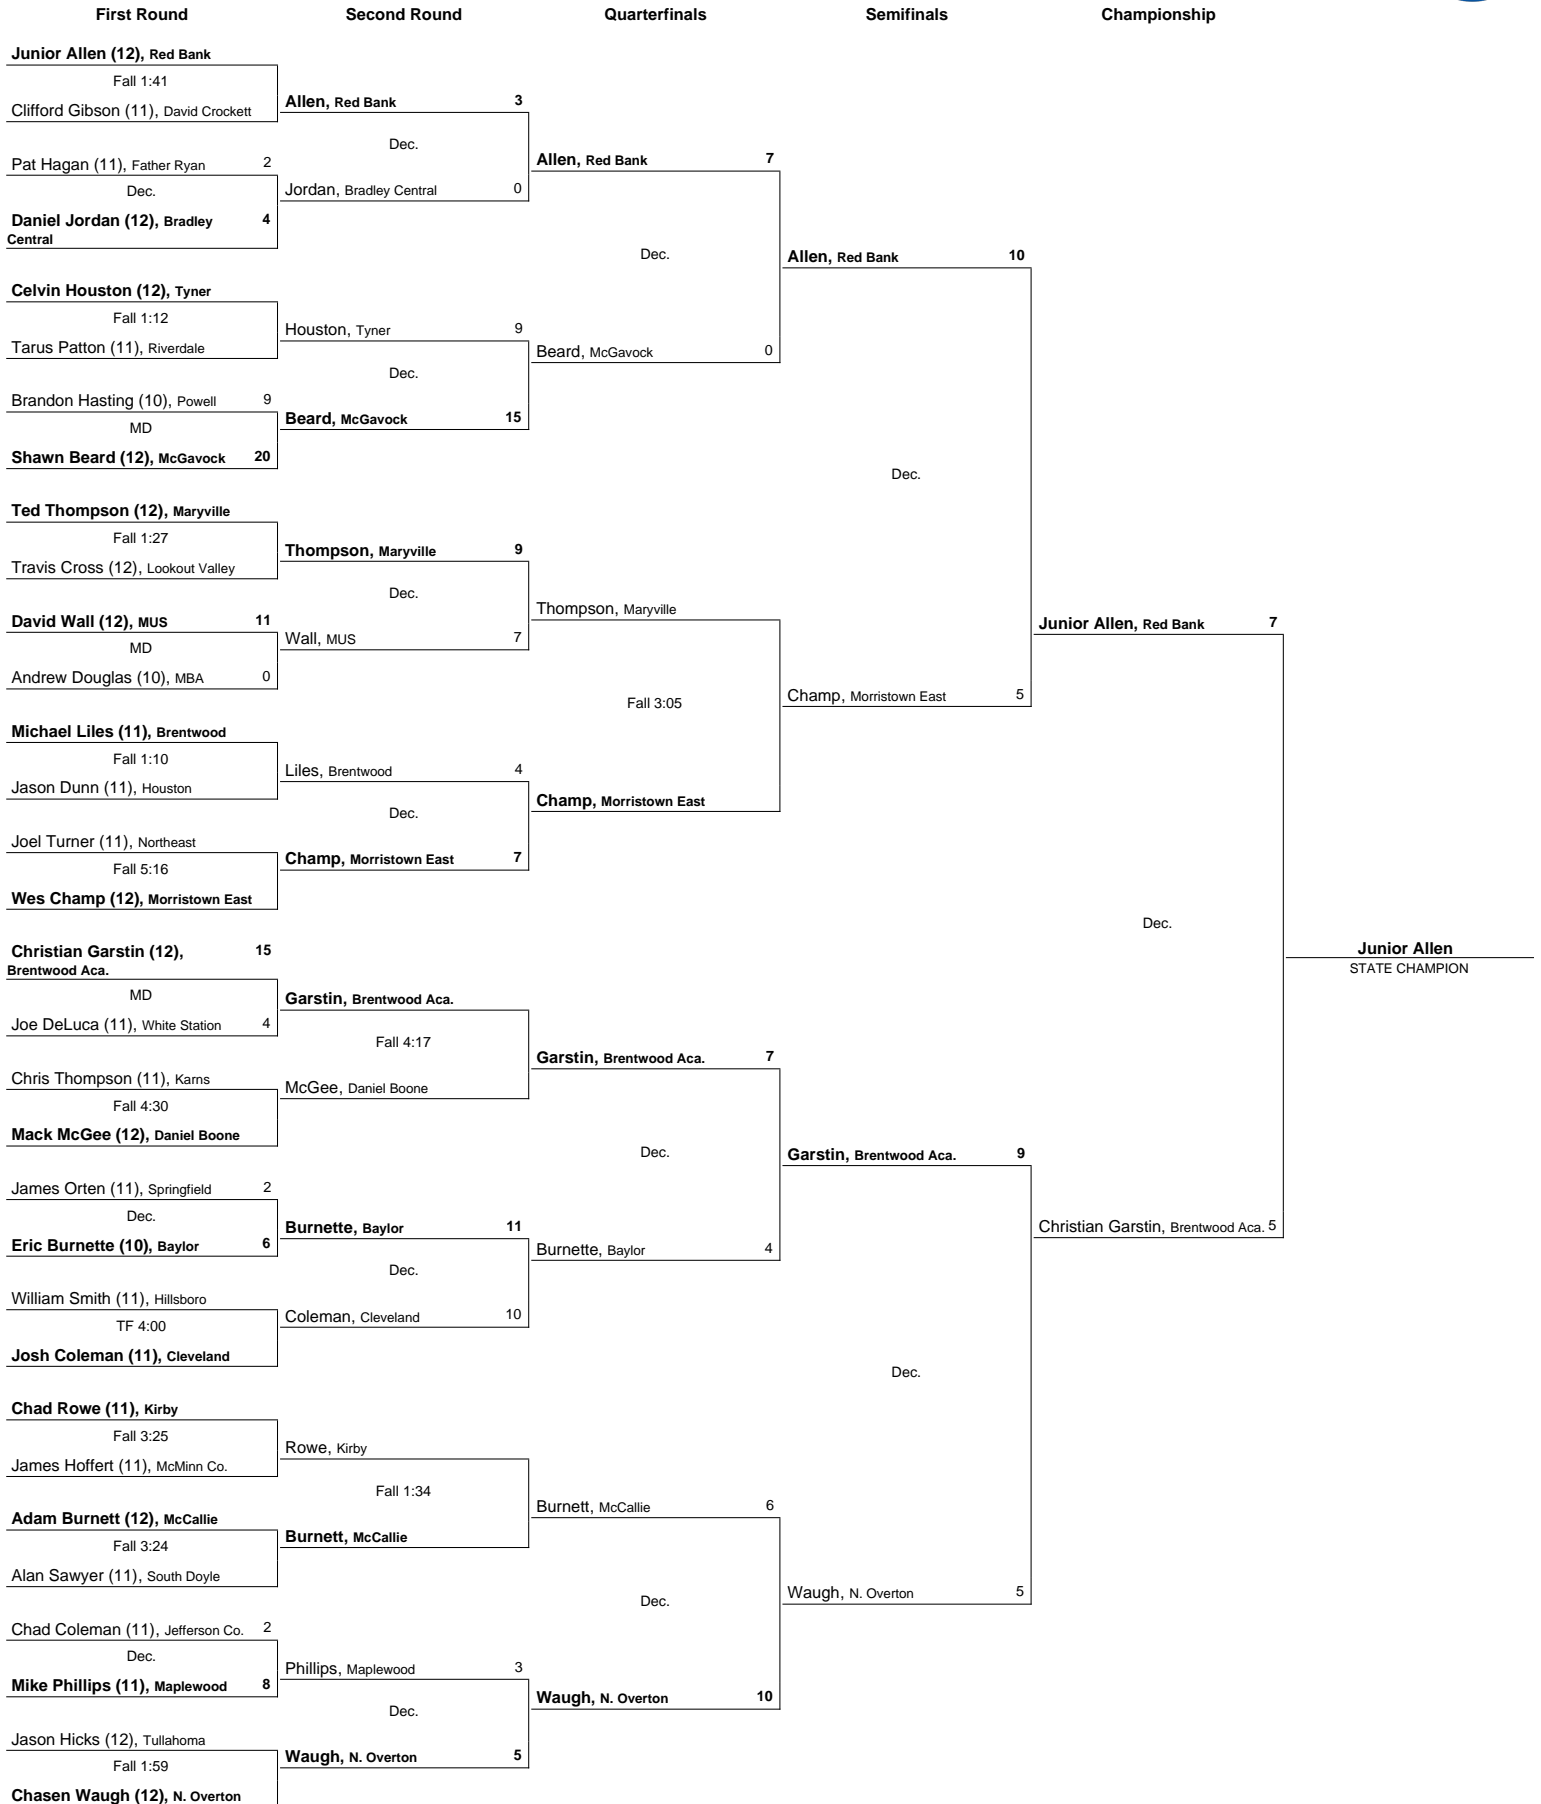 First Round Second Round Quarterfinals Semifinals Championship
Junior Allen (12), Red Bank
Fall 1:41
Clifford Gibson (11), David Crockett
Pat Hagan (11), Father Ryan 2
Dec.
Daniel Jordan (12), Bradley 4
Central
Celvin Houston (12), Tyner
Fall 1:12
Tarus Patton (11), Riverdale
Brandon Hasting (10), Powell 9
MD
Shawn Beard (12), McGavock 20
Ted Thompson (12), Maryville
Fall 1:27
Travis Cross (12), Lookout Valley
David Wall (12), MUS 11
MD
Andrew Douglas (10), MBA 0
Michael Liles (11), Brentwood
Fall 1:10
Jason Dunn (11), Houston
Joel Turner (11), Northeast
Fall 5:16
Wes Champ (12), Morristown East
Christian Garstin (12), 15
Brentwood Aca.
MD
Joe DeLuca (11), White Station 4
Chris Thompson (11), Karns
Fall 4:30
Mack McGee (12), Daniel Boone
James Orten (11), Springfield 2
Dec.
Eric Burnette (10), Baylor 6
William Smith (11), Hillsboro
TF 4:00
Josh Coleman (11), Cleveland
Chad Rowe (11), Kirby
Fall 3:25
James Hoffert (11), McMinn Co.
Adam Burnett (12), McCallie
Fall 3:24
Alan Sawyer (11), South Doyle
Chad Coleman (11), Jefferson Co. 2
Dec.
Mike Phillips (11), Maplewood 8
Jason Hicks (12), Tullahoma
Fall 1:59
Chasen Waugh (12), N. Overton
Allen, Red Bank 3
Dec.
Jordan, Bradley Central 0
Houston, Tyner 9
Dec.
Beard, McGavock 15
Thompson, Maryville 9
Dec.
Wall, MUS 7
Liles, Brentwood 4
Dec.
Champ, Morristown East 7
Garstin, Brentwood Aca.
Fall 4:17
McGee, Daniel Boone
Burnette, Baylor 11
Dec.
Coleman, Cleveland 10
Rowe, Kirby
Fall 1:34
Burnett, McCallie
Phillips, Maplewood 3
Dec.
Waugh, N. Overton 5
Allen, Red Bank 7
Dec.
Beard, McGavock 0
Thompson, Maryville
Fall 3:05
Champ, Morristown East
Garstin, Brentwood Aca. 7
Dec.
Burnette, Baylor 4
Burnett, McCallie 6
Dec.
Waugh, N. Overton 10
Allen, Red Bank 10
Dec.
Champ, Morristown East 5
Garstin, Brentwood Aca. 9
Dec.
Waugh, N. Overton 5
Junior Allen, Red Bank 7
Dec.
Christian Garstin, Brentwood Aca. 5
Junior Allen
STATE CHAMPION